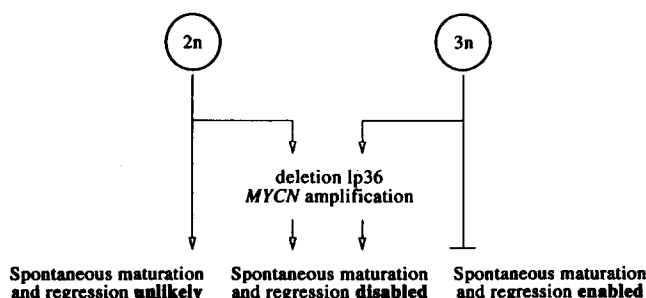 2n
3n
deletion lp36
MYCN amplification
Spontaneous maturation
and regression unlikely
Spontaneous maturation
and regression disabled
Spontaneous maturation
and regression enabled